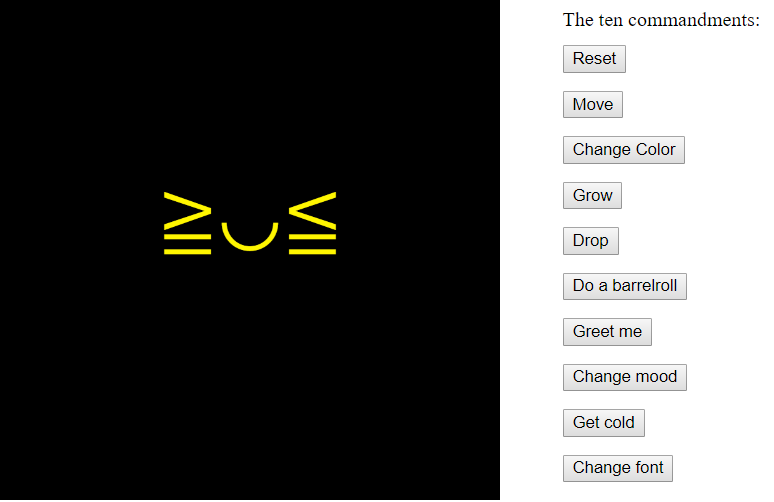 ≧◡≦
The ten commandments:
Reset
Move
Change Color
Grow
Drop
Do a barrelroll
Greet me
Change mood
Get cold
Change font